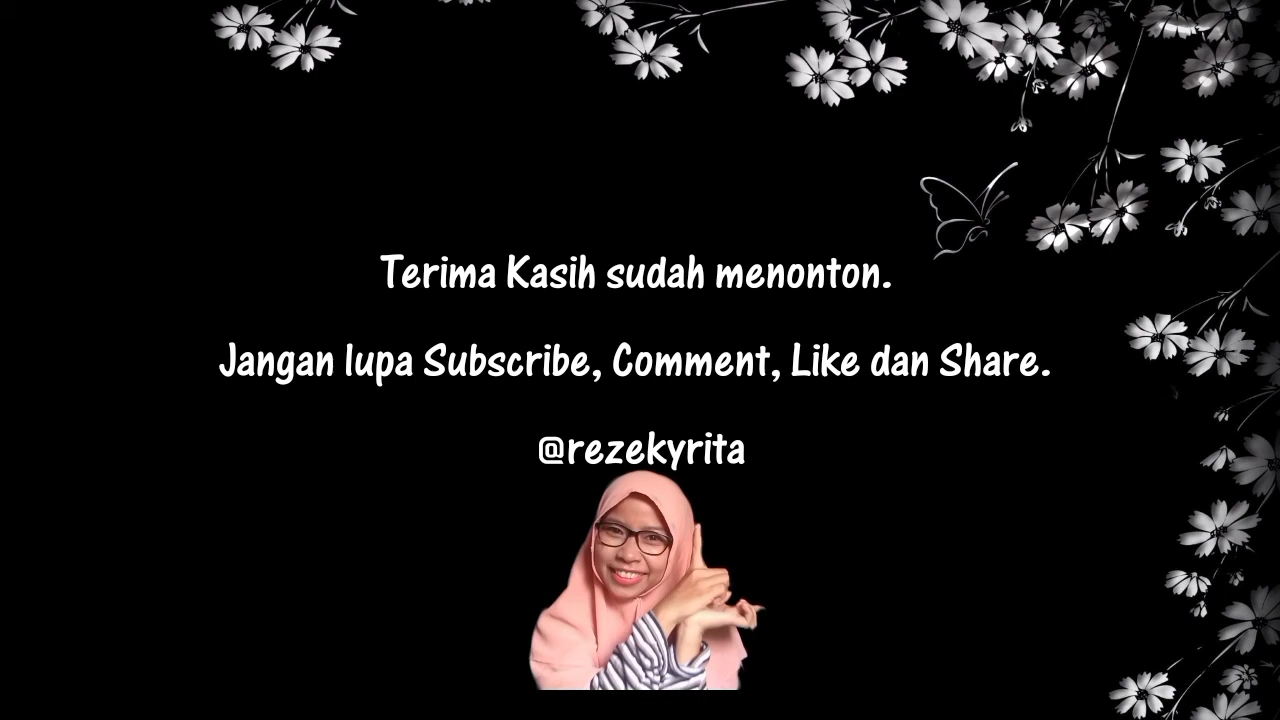 Terima Kasih sudah menonton.
Jangan lupa Subscribe, Comment, Like dan Share.
@rezekyrita